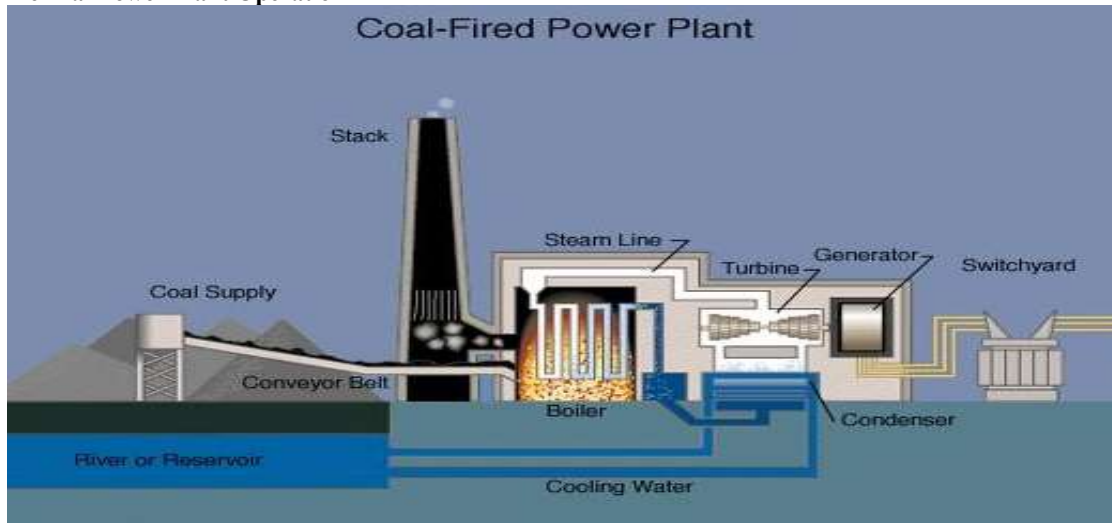 Coal-Fired Power Plant
Stack
Steam Line
Generator
Turbine
Switchyard
Coal Supply
Conveyor Belt
Boiler
Condenser
River or Reservoir
Cooling Water